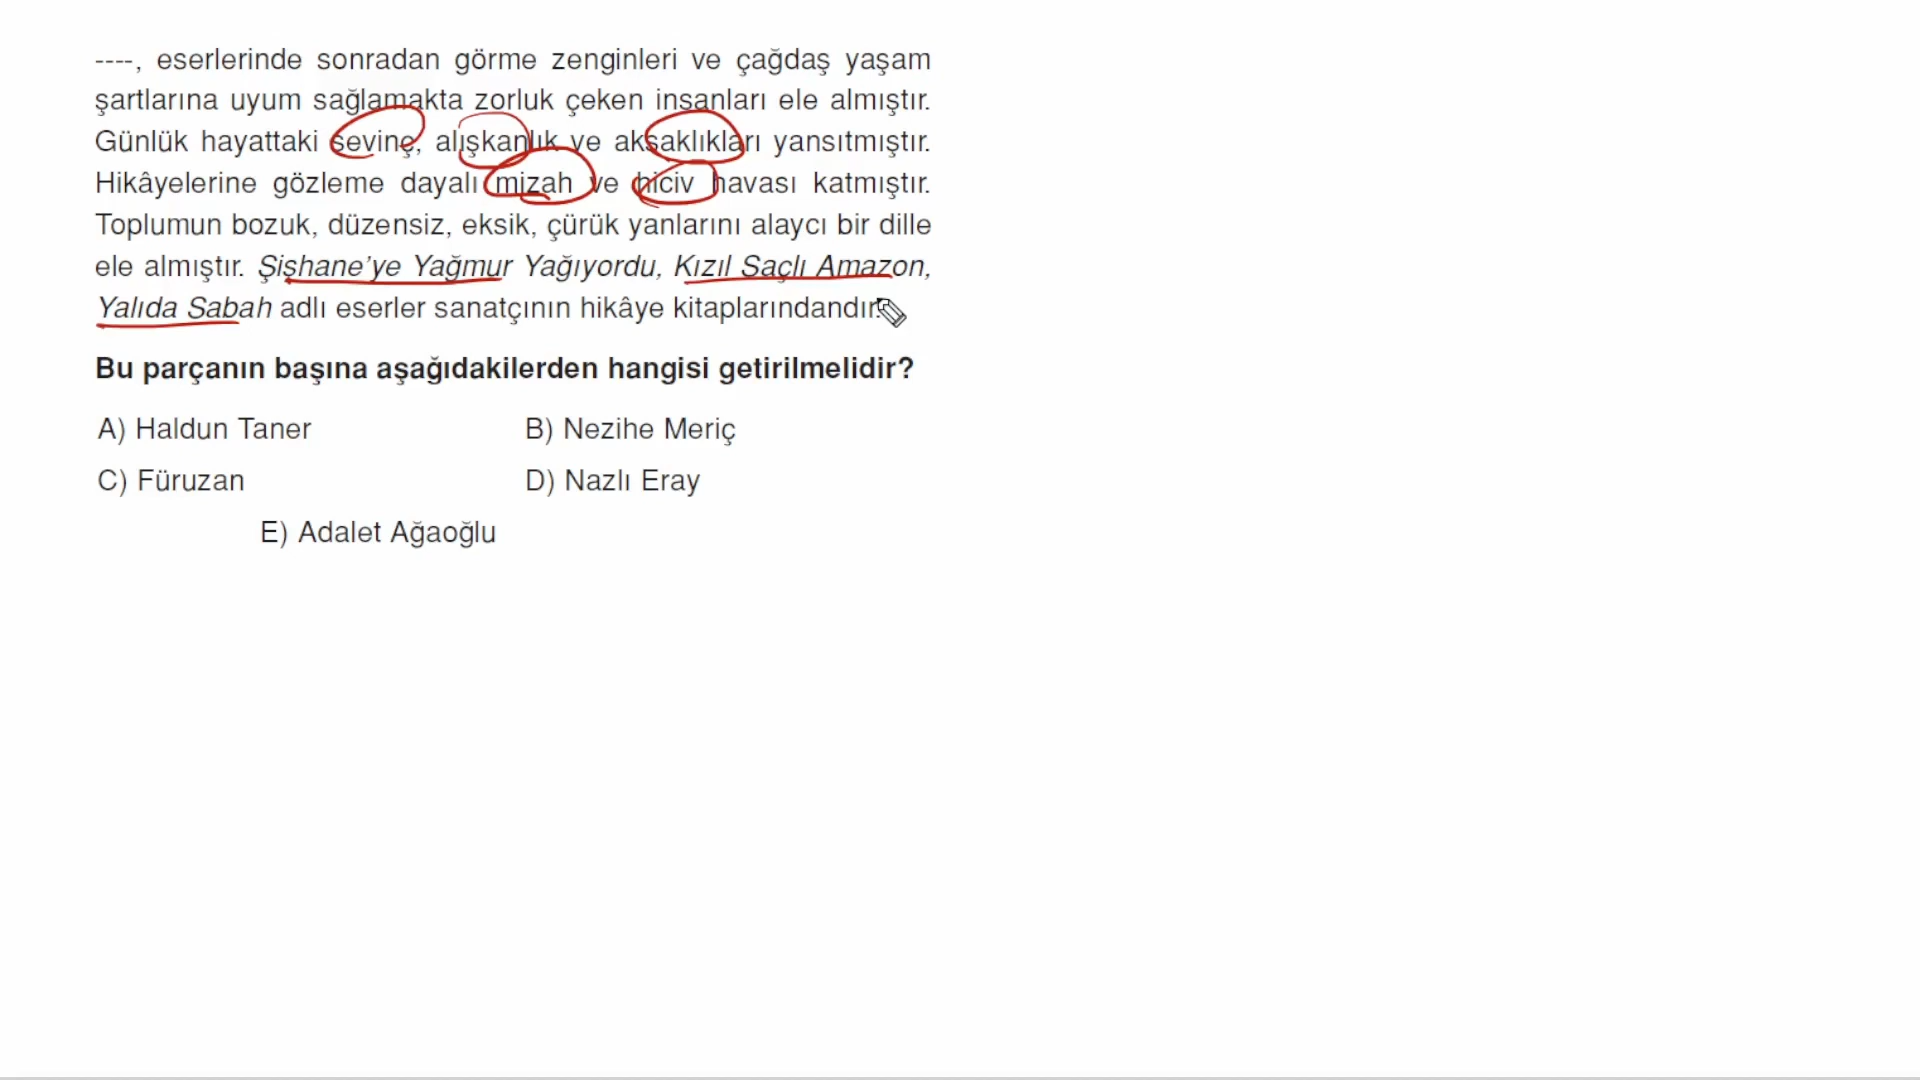 ----, eserlerinde sonradan görme zenginleri ve çağdaş yaşam
şartlarına uyum sağlamakta zorluk çeken insanları ele almıştır.
Günlük hayattaki sevinç, alışkanlık ve aksaklıkları yansıtmıştır.
Hikâyelerine gözleme dayalı mizah ve hiciv havası katmıştır.
Toplumun bozuk, düzensiz, eksik, çürük yanlarını alaycı bir dille
ele almıştır. Şişhane'ye Yağmur Yağıyordu, Kızıl Saçlı Amazon,
Yalıda Sabah adlı eserler sanatçının hikâye kitaplarındandır.
Bu parçanın başına aşağıdakilerden hangisi getirilmelidir?
A) Haldun Taner B) Nezihe Meriç
C) Füruzan D) Nazlı Eray
E) Adalet Ağaoğlu